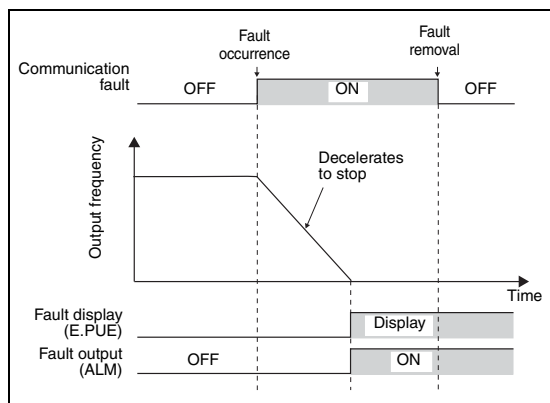 Fault
occurrence
Fault
removal
Communication
fault
OFF
ON
OFF
Output frequency
Decelerates
to stop
Time
Fault display
(E.PUE)
Display
Fault output
(ALM)
OFF
ON